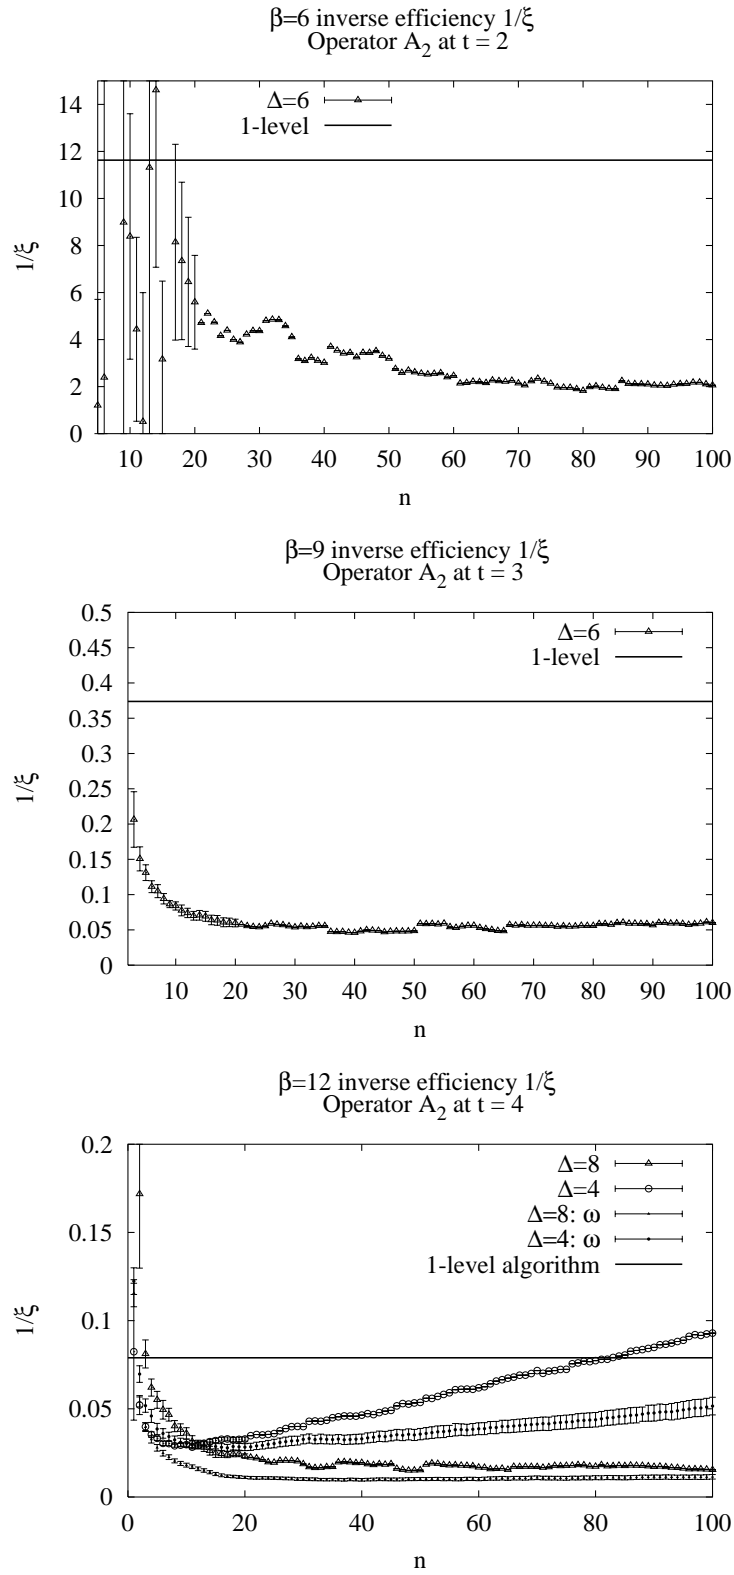 β=6 inverse efficiency 1/ξ
Operator A2 at t = 2
Δ=6
1-level
14
12
10
8
6
4
2
0
1/ξ
10 20 30 40 50 60 70 80 90 100
n
β=9 inverse efficiency 1/ξ
Operator A2 at t = 3
Δ=6
1-level
0.5
0.45
0.4
0.35
0.3
0.25
0.2
0.15
0.1
0.05
0
1/ξ
10 20 30 40 50 60 70 80 90 100
n
β=12 inverse efficiency 1/ξ
Operator A2 at t = 4
Δ=8
Δ=4
Δ=8: ω
Δ=4: ω
1-level algorithm
0.2
0.15
0.1
0.05
0
1/ξ
0 20 40 60 80 100
n